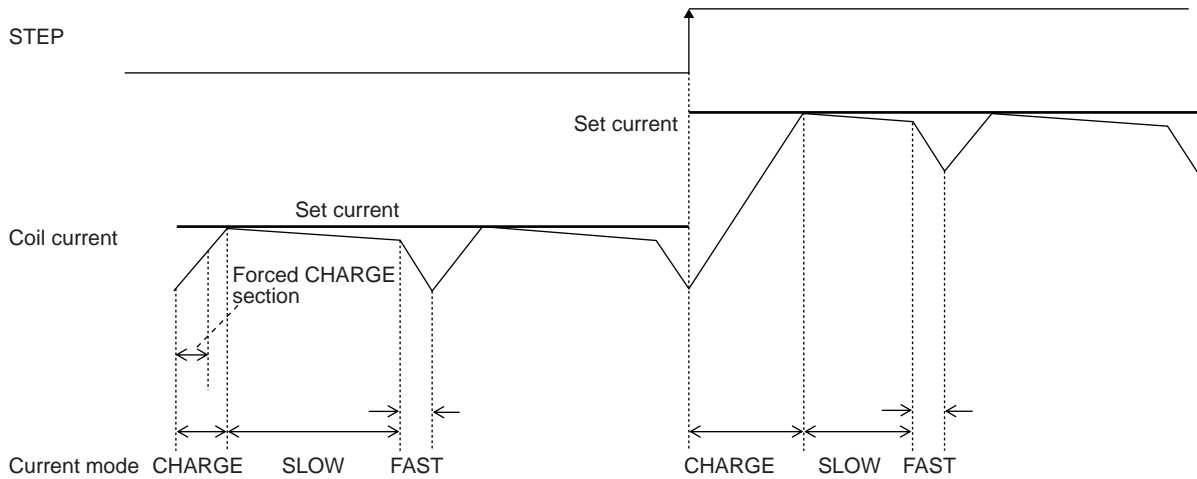 STEP
Set current
Set current
Coil current
Forced CHARGE
section
Current mode CHARGE SLOW FAST CHARGE SLOW FAST